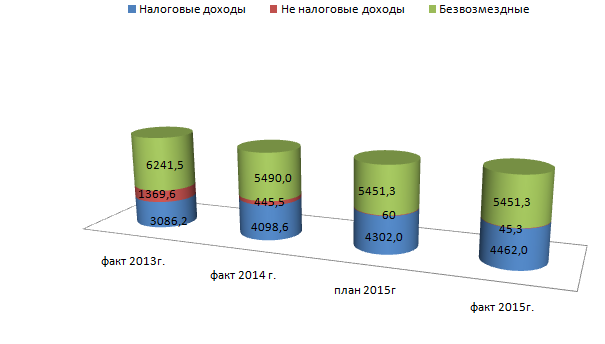 Налоговые доходы Не налоговые доходы Безвозмездные
6241,5
1369,6
3086,2
5490,0
445,5
4098,6
5451,3
60
4302,0
5451,3
45,3
4462,0
факт 2013г.
факт 2014 г.
план 2015г
факт 2015г.